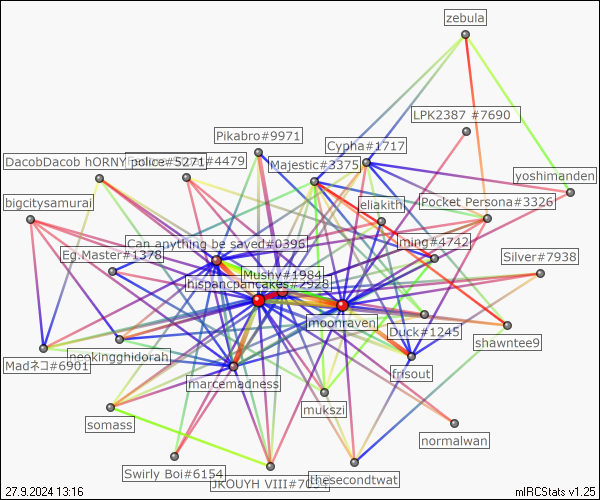 zebula
LPK2387 #7690
Pikabro#9971
Cypha#1717
DacobDacob hORNY police#5271
#4479
Majestic#3375
yoshimanden
bigcitysamurai
eliakith
Pocket Persona#3326
Can anything be saved#0396
ming#4742
Eg.Master#1378
Mushy#1984
Silver#7938
hispancpancakes#2928
moonraven
Duck#1245
shawntee9
neokingghidorah
Madネコ#6901
frisout
marcemadness
mukszi
somass
normalwan
Swirly Boi#6154
JKOUYH VIII#7
thesecondtwat
27.9.2024 13:16
mIRCStats v1.25